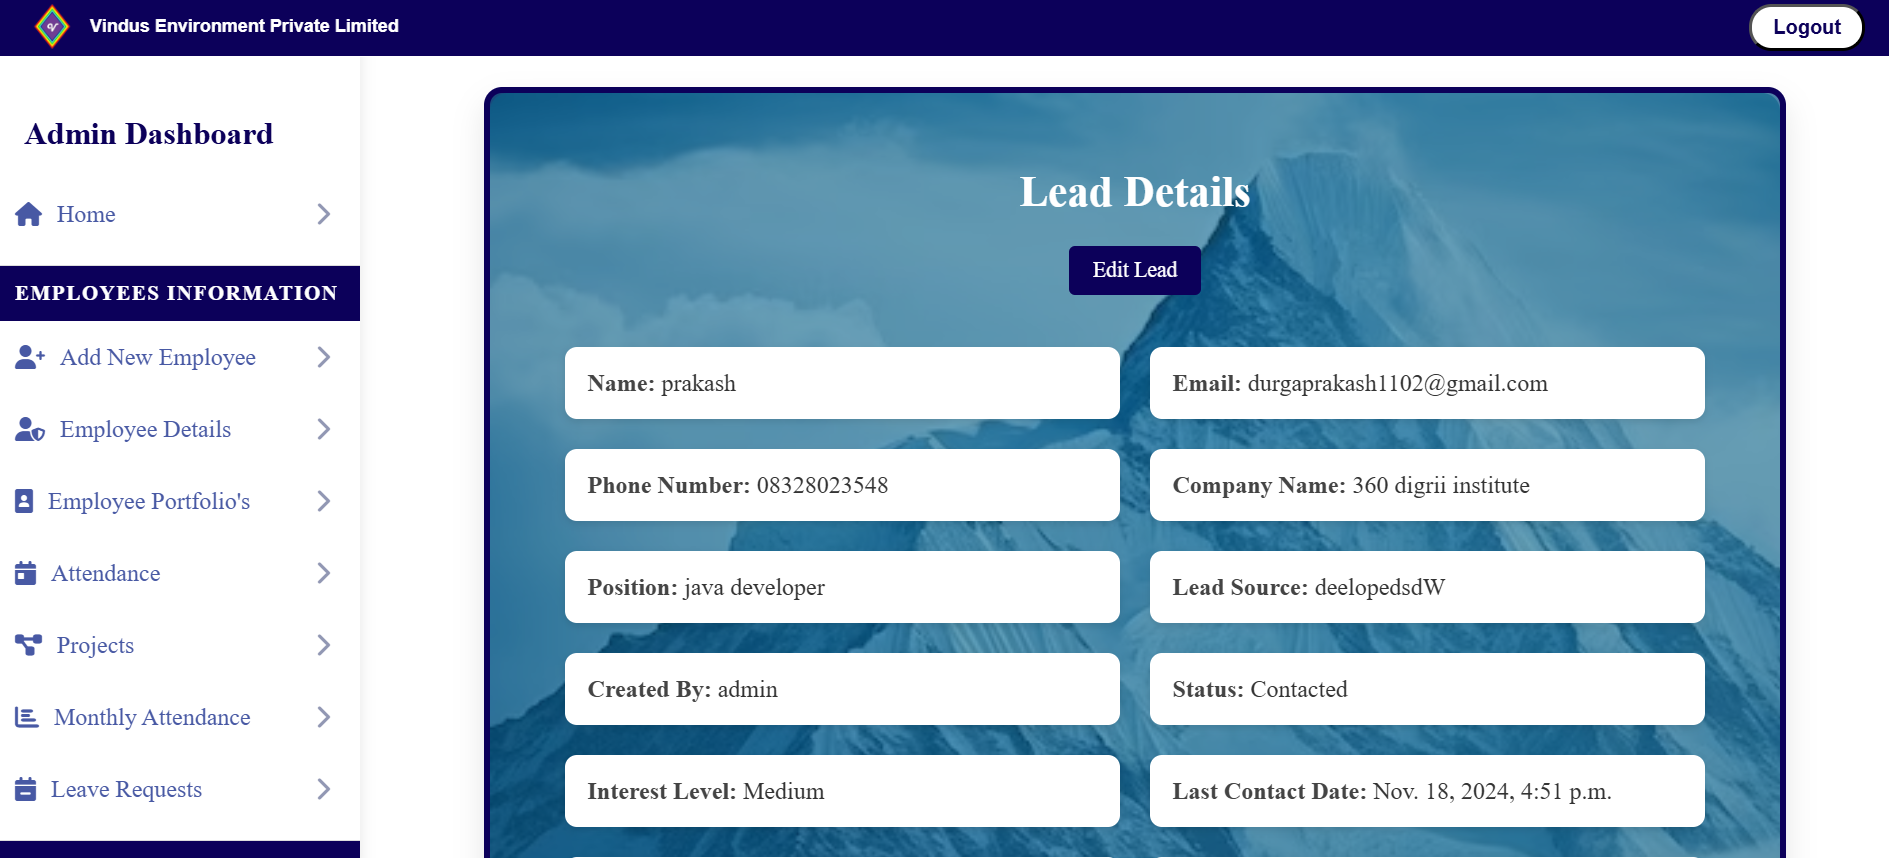 Vindus Environment Private Limited
Logout
Admin Dashboard
Home
EMPLOYEES INFORMATION
Add New Employee
Employee Details
Employee Portfolio's
Attendance
Projects
Monthly Attendance
Leave Requests
Lead Details
Edit Lead
Name: prakash
Email: durgaprakash1102@gmail.com
Phone Number: 08328023548
Company Name: 360 digrii institute
Position: java developer
Lead Source: deelopedsdW
Created By: admin
Status: Contacted
Interest Level: Medium
Last Contact Date: Nov. 18, 2024, 4:51 p.m.